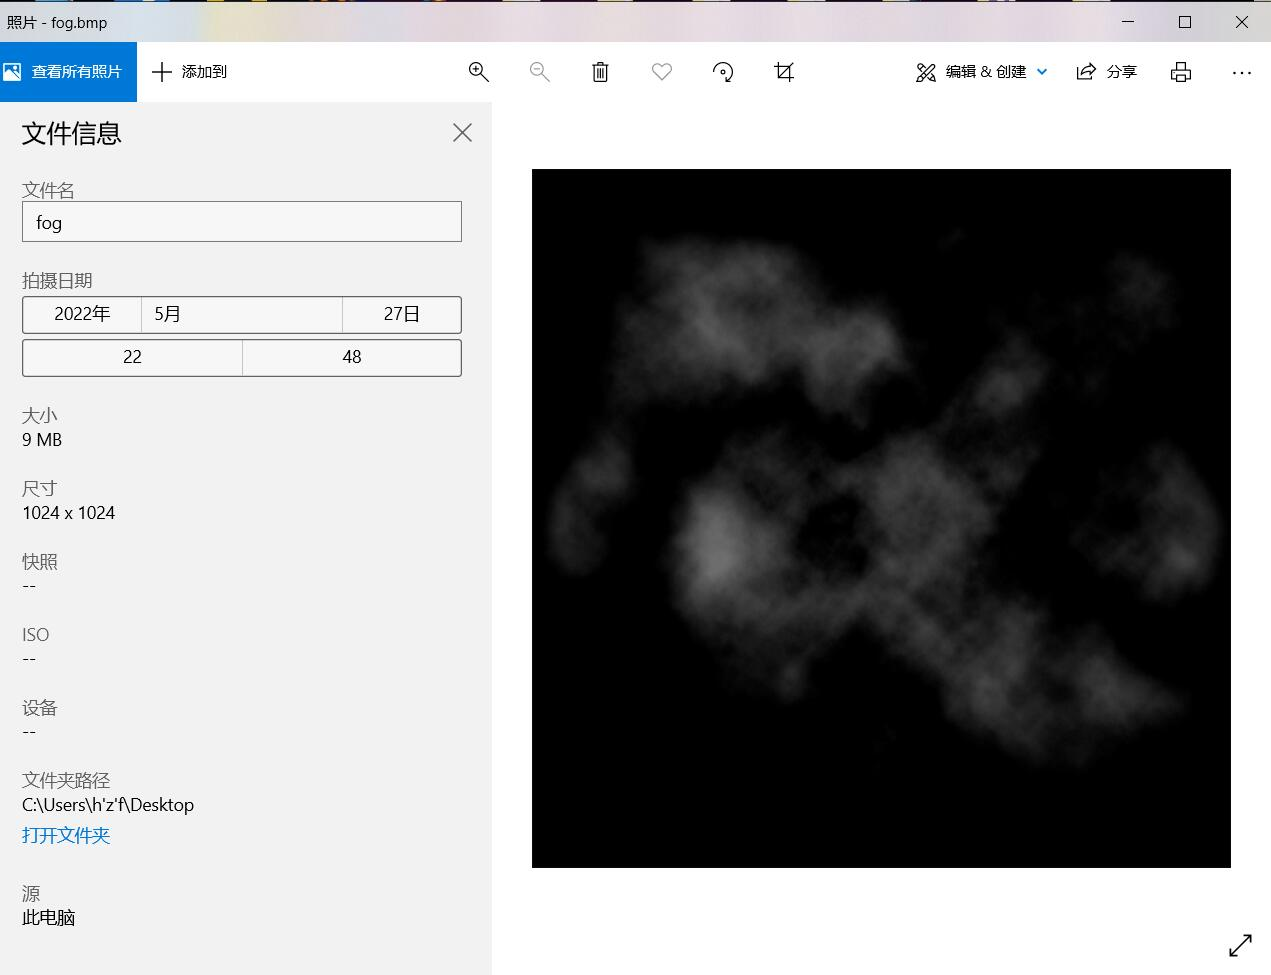 照片 - fog.bmp
查看所有照片
添加到
编辑 & 创建
分享
文件信息
文件名
fog
拍摄日期
2022年 5月 27日
22 48
大小
9 MB
尺寸
1024 x 1024
快照
--
ISO
--
设备
--
文件夹路径
C:\Users\h'z'f\Desktop
打开文件夹
源
此电脑